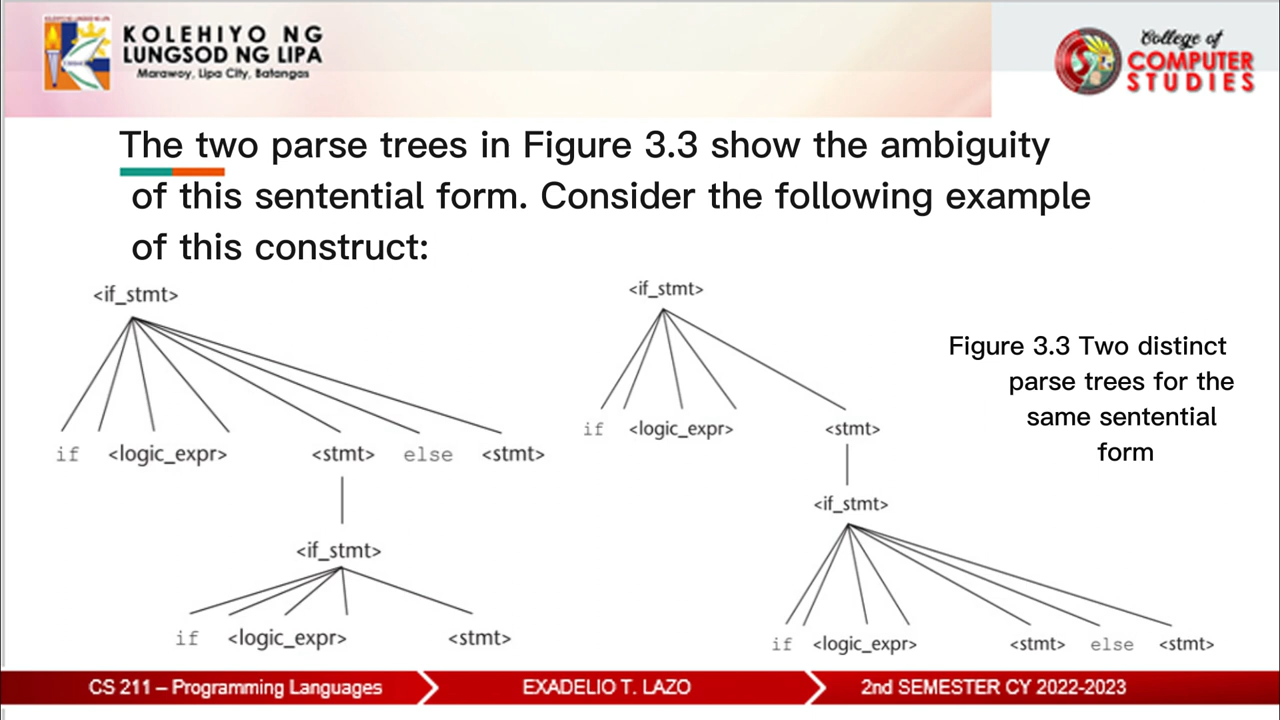 KOLEHIYO NG
LUNGSOD NG LIPA
Marawoy, Lipa City, Batangas
College of
COMPUTER
STUDIES
The two parse trees in Figure 3.3 show the ambiguity
of this sentential form. Consider the following example
of this construct:
<if_stmt>
if <logic_expr> <stmt> else <stmt>
<if_stmt>
if <logic_expr> <stmt>
<if_stmt>
if <logic_expr> <stmt>
<if_stmt>
if <logic_expr> <stmt> else <stmt>
Figure 3.3 Two distinct
parse trees for the
same sentential
form
CS 211 – Programming Languages
EXADELIO T. LAZO
2nd SEMESTER CY 2022-2023